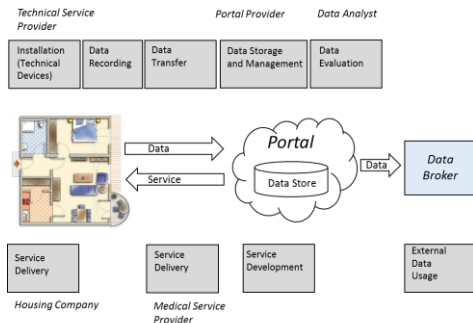 Technical Service
Provider
Portal Provider
Data Analyst
Installation
(Technical
Devices)
Data
Recording
Data
Transfer
Data Storage
and Management
Data
Evaluation
Data
Service
Portal
Data Store
Data
Data
Broker
Service
Delivery
Service
Delivery
Service
Development
External
Data
Usage
Housing Company
Medical Service
Provider